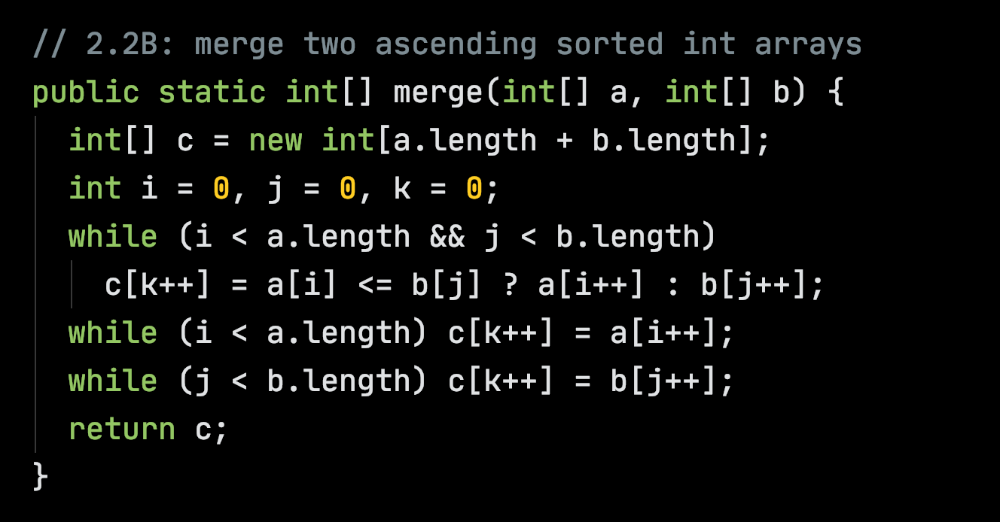 // 2.2B: merge two ascending sorted int arrays
public static int[] merge(int[] a, int[] b) {
  int[] c = new int[a.length + b.length];
  int i = 0, j = 0, k = 0;
  while (i < a.length && j < b.length)
    c[k++] = a[i] <= b[j] ? a[i++] : b[j++];
  while (i < a.length) c[k++] = a[i++];
  while (j < b.length) c[k++] = b[j++];
  return c;
}